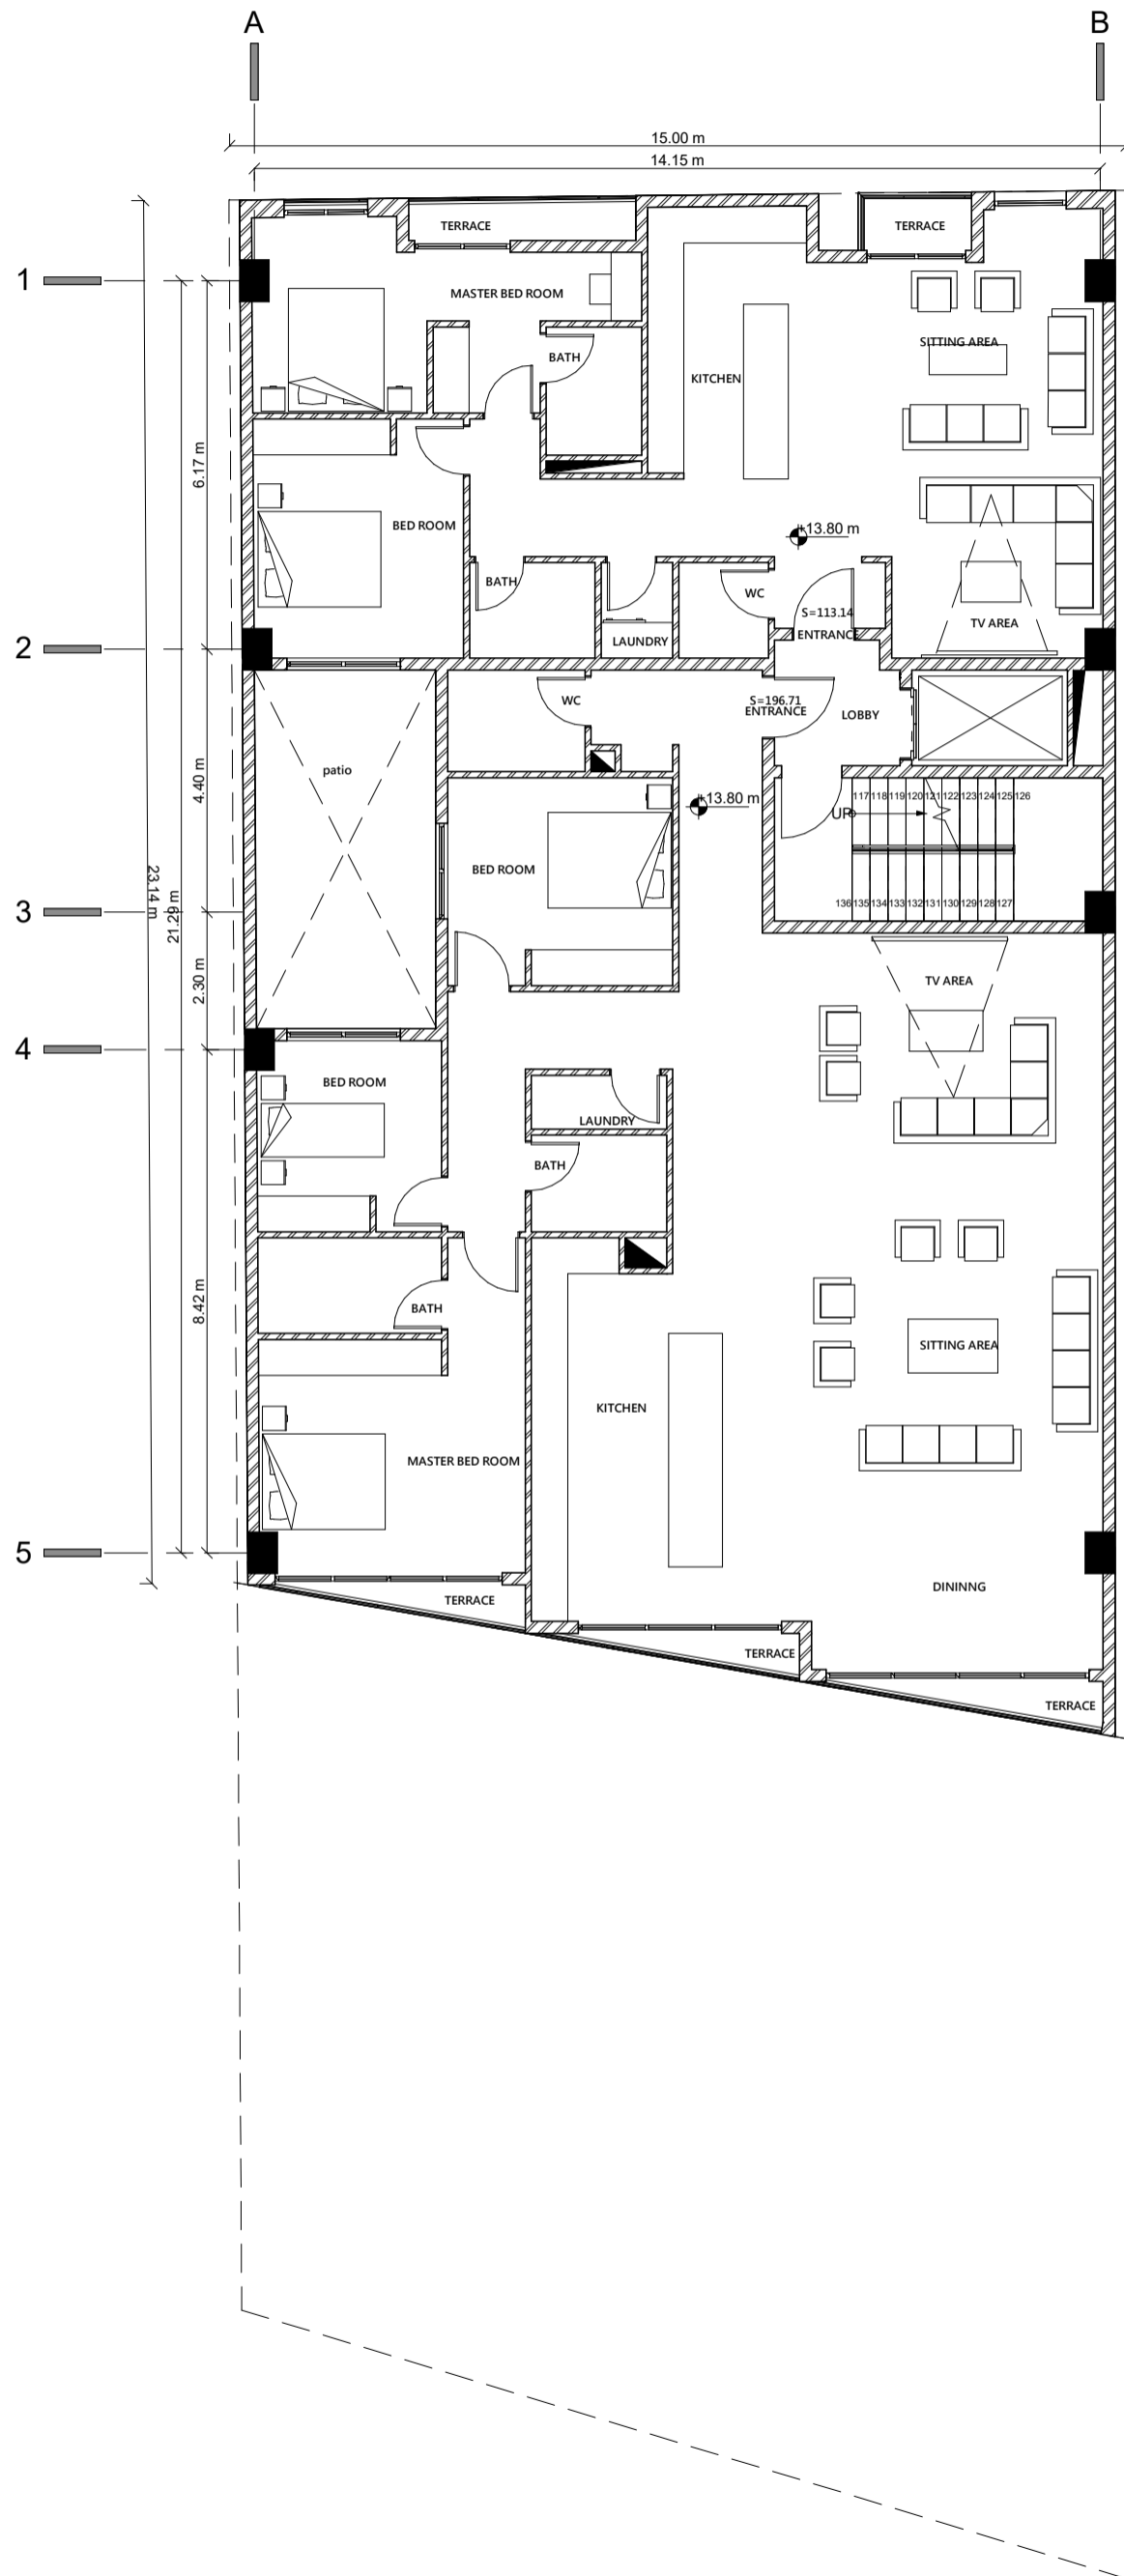 A
B
15.00 m
14.15 m
TERRACE
TERRACE
1
MASTER BED ROOM
SITTING AREA
BATH
KITCHEN
6.17 m
BED ROOM
+13.80 m
BATH
WC
S=113.14
ENTRANCE
TV AREA
LAUNDRY
2
WC
S=196.71
ENTRANCE
LOBBY
patio
4.40 m
+13.80 m
117 118 119 120 121 122 123 124 125 126
UP
BED ROOM
23.14 m
21.29 m
3
136 135 134 133 132 131 130 129 128 127
2.30 m
TV AREA
4
BED ROOM
LAUNDRY
BATH
8.42 m
BATH
SITTING AREA
KITCHEN
MASTER BED ROOM
5
DININNG
TERRACE
TERRACE
TERRACE